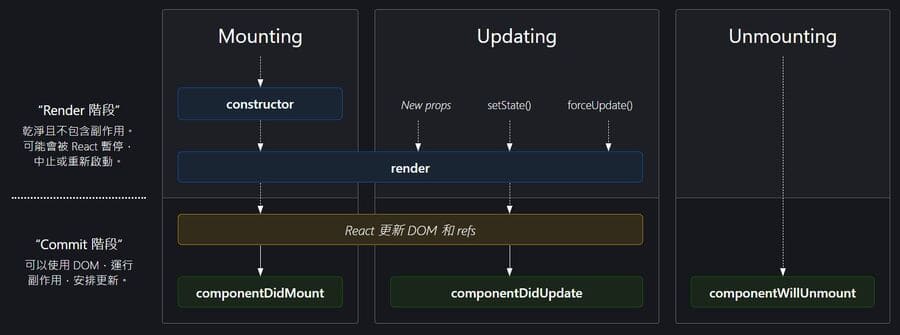 Mounting
Updating
Unmounting
“Render 階段”
乾淨且不包含副作用。
可能會被 React 暫停，
中止或重新啟動。
constructor
New props
setState()
forceUpdate()
render
“Commit 階段”
可以使用 DOM，運行
副作用，安排更新。
React 更新 DOM 和 refs
componentDidMount
componentDidUpdate
componentWillUnmount